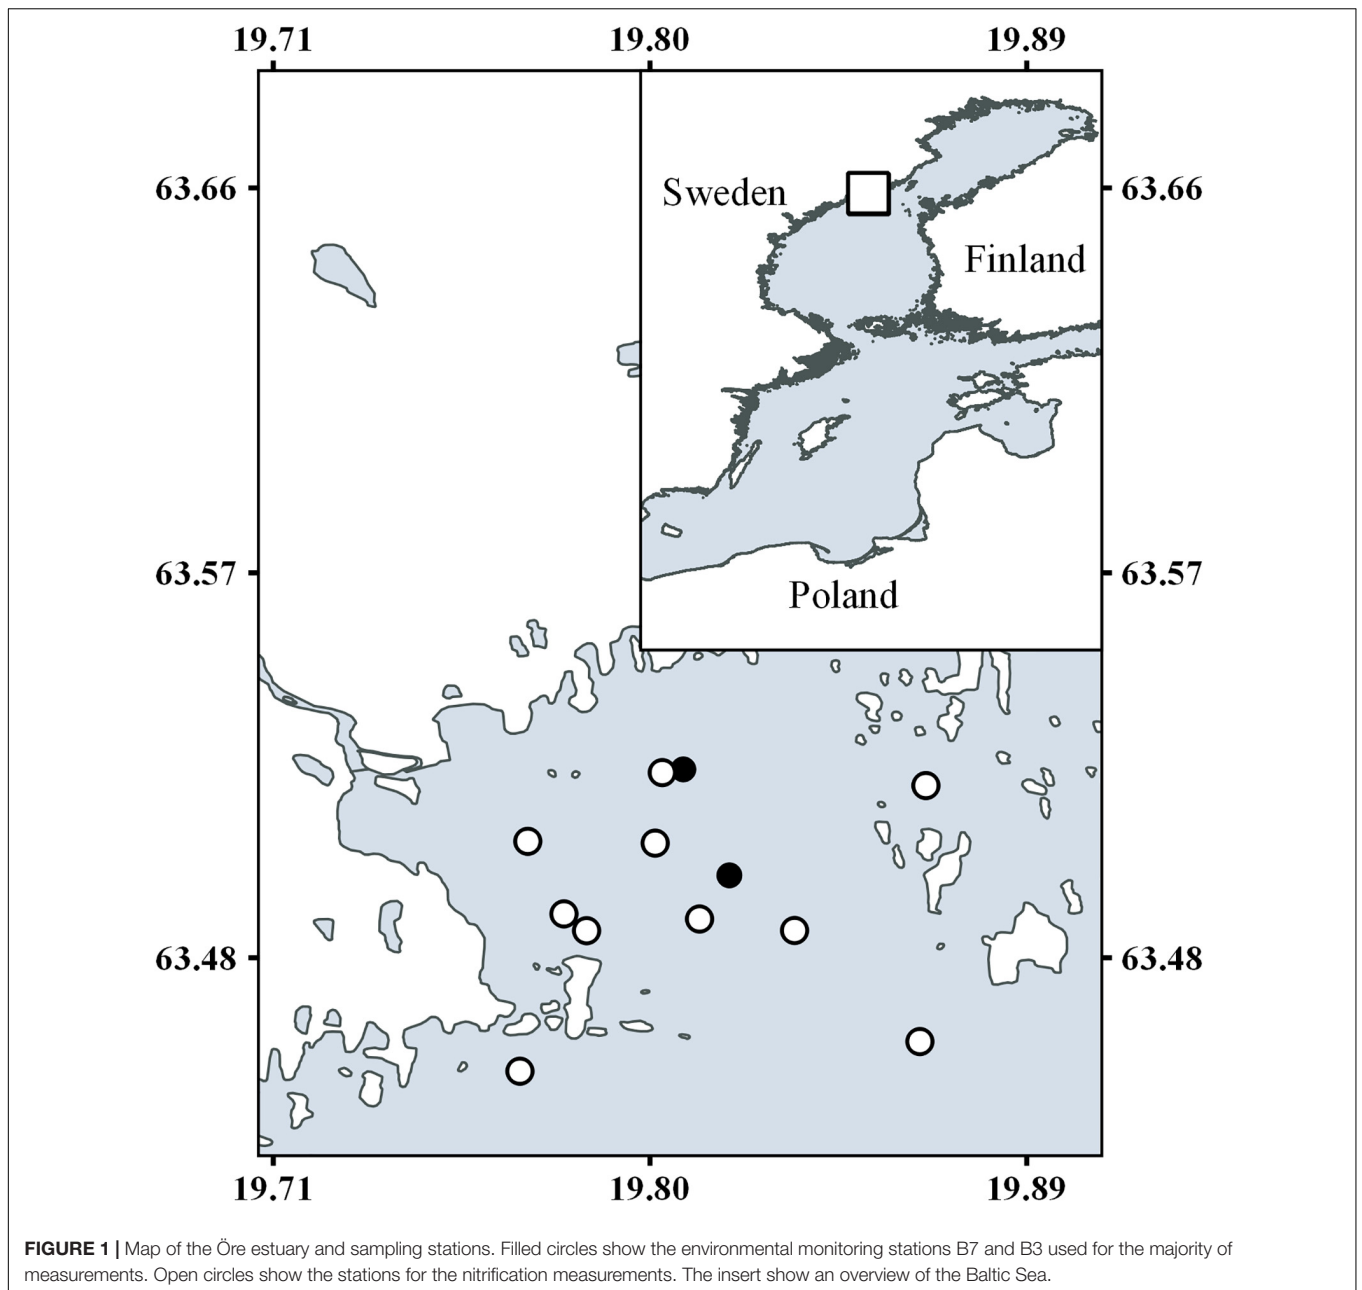 19.71 19.80 19.89
63.66 63.66
Sweden
Finland
63.57 63.57
Poland
63.48 63.48
19.71 19.80 19.89
FIGURE 1 | Map of the Öre estuary and sampling stations. Filled circles show the environmental monitoring stations B7 and B3 used for the majority of
measurements. Open circles show the stations for the nitrification measurements. The insert show an overview of the Baltic Sea.